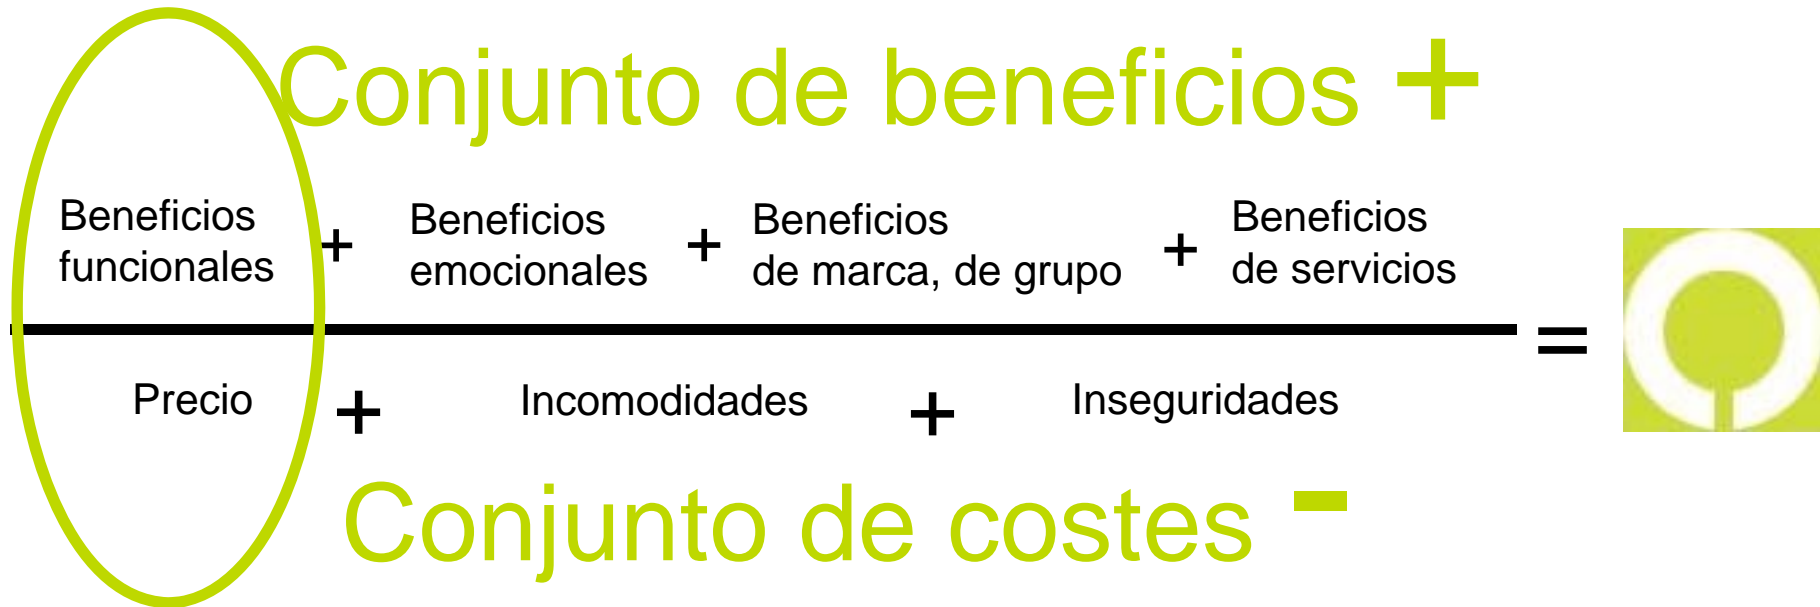 Conjunto de beneficios +
Beneficios funcionales + Beneficios emocionales + Beneficios de marca, de grupo + Beneficios de servicios
=
Precio + Incomodidades + Inseguridades
Conjunto de costes -